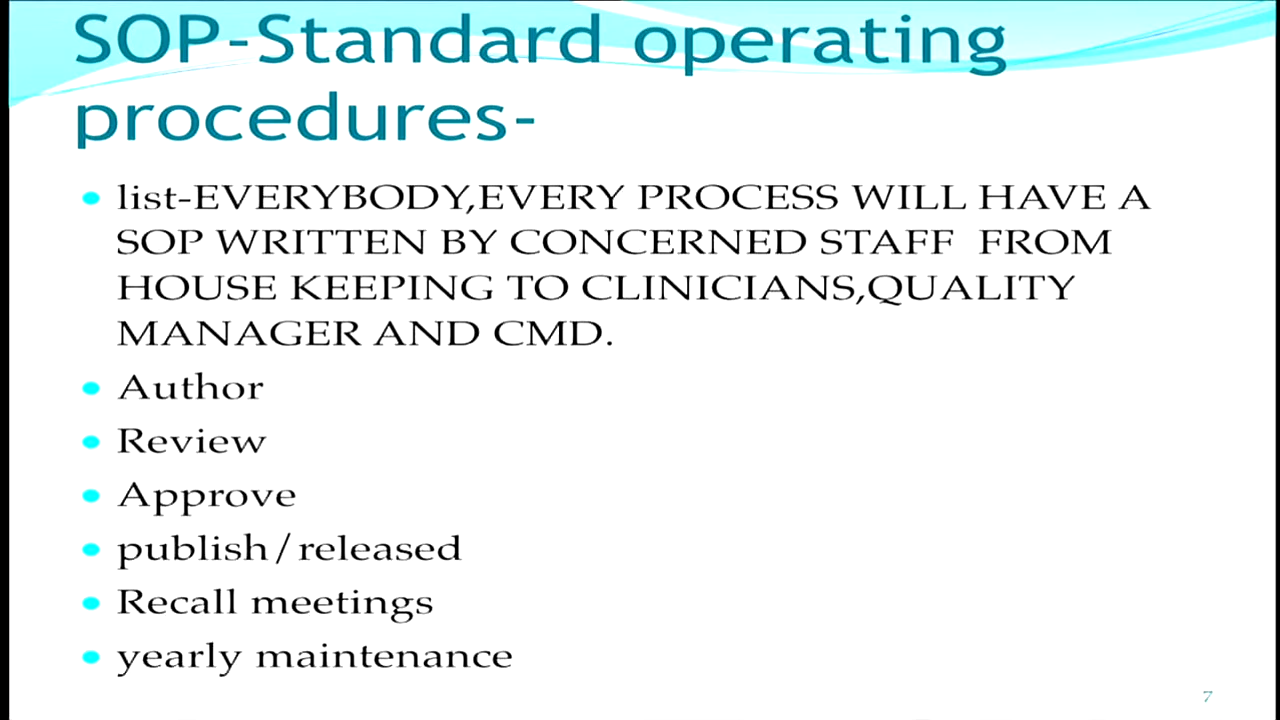 SOP-Standard operating
procedures-
list-EVERYBODY,EVERY PROCESS WILL HAVE A
SOP WRITTEN BY CONCERNED STAFF FROM
HOUSE KEEPING TO CLINICIANS,QUALITY
MANAGER AND CMD.
Author
Review
Approve
publish/released
Recall meetings
yearly maintenance
7